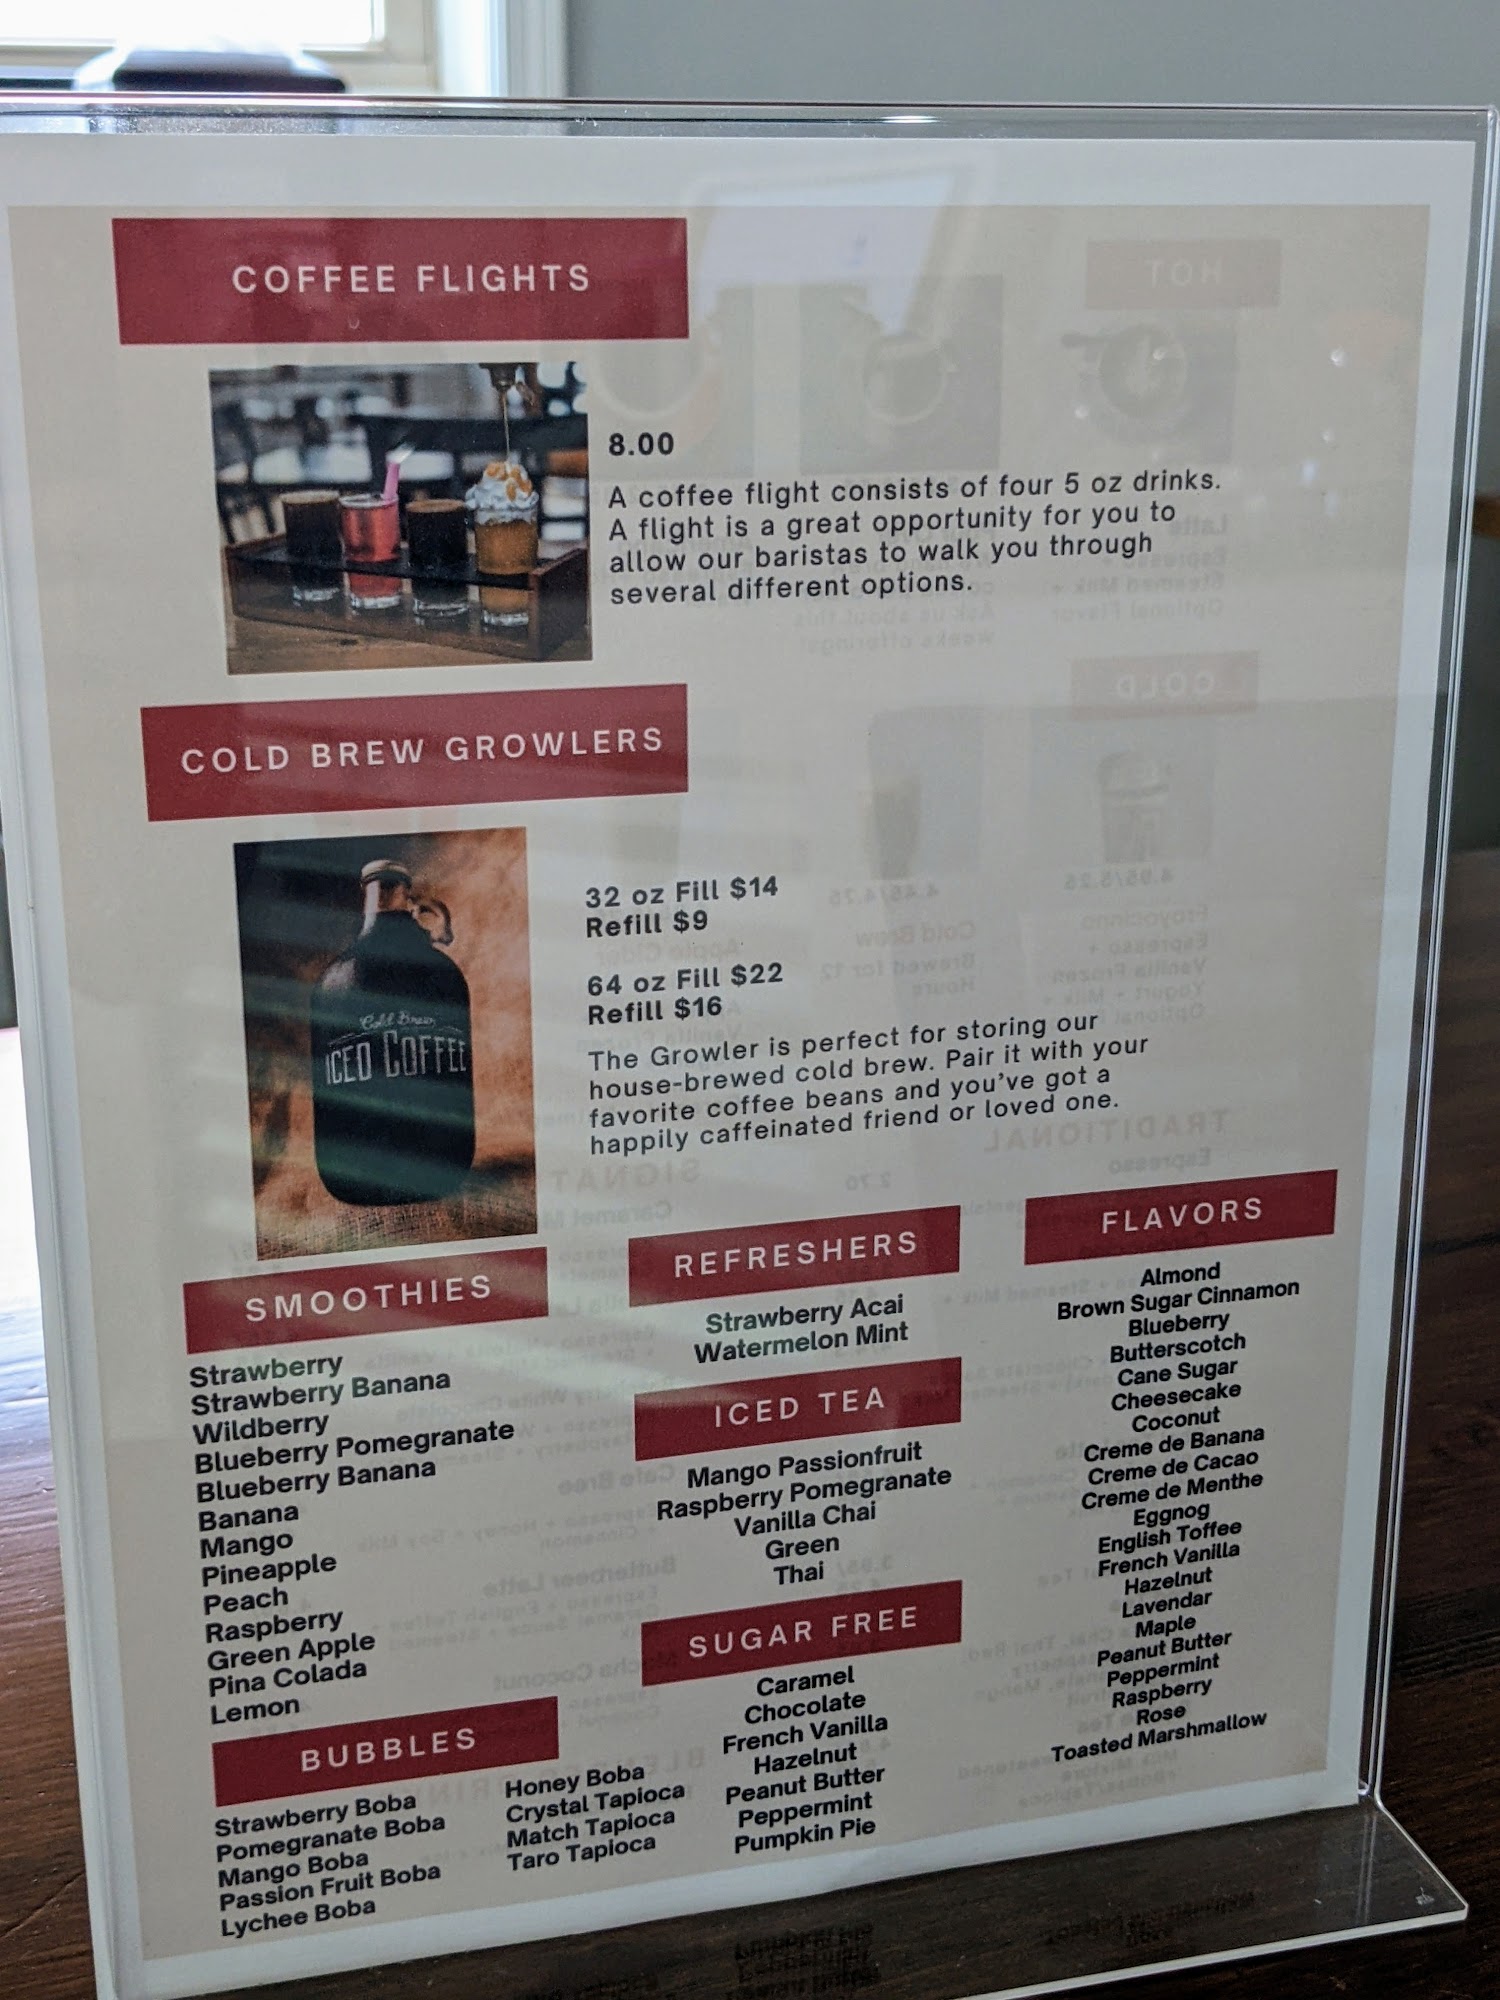 COFFEE FLIGHTS
8.00
A coffee flight consists of four 5 oz drinks.
A flight is a great opportunity for you to
allow our baristas to walk you through
several different options.
COLD BREW GROWLERS
Cold Brew
ICED COFFEE
32 oz Fill $14
Refill $9
64 oz Fill $22
Refill $16
The Growler is perfect for storing our
house-brewed cold brew. Pair it with your
favorite coffee beans and you've got a
happily caffeinated friend or loved one.
SMOOTHIES
Strawberry
Strawberry Banana
Wildberry
Blueberry Pomegranate
Blueberry Banana
Banana
Mango
Pineapple
Peach
Raspberry
Green Apple
Pina Colada
Lemon
BUBBLES
Strawberry Boba
Pomegranate Boba
Mango Boba
Passion Fruit Boba
Lychee Boba
Honey Boba
Crystal Tapioca
Match Tapioca
Taro Tapioca
REFRESHERS
Strawberry Acai
Watermelon Mint
ICED TEA
Mango Passionfruit
Raspberry Pomegranate
Vanilla Chai
Green
Thai
SUGAR FREE
Caramel
Chocolate
French Vanilla
Hazelnut
Peanut Butter
Peppermint
Pumpkin Pie
FLAVORS
Almond
Brown Sugar Cinnamon
Blueberry
Butterscotch
Cane Sugar
Cheesecake
Coconut
Creme de Banana
Creme de Cacao
Creme de Menthe
Eggnog
English Toffee
French Vanilla
Hazelnut
Lavendar
Maple
Peanut Butter
Peppermint
Raspberry
Rose
Toasted Marshmallow